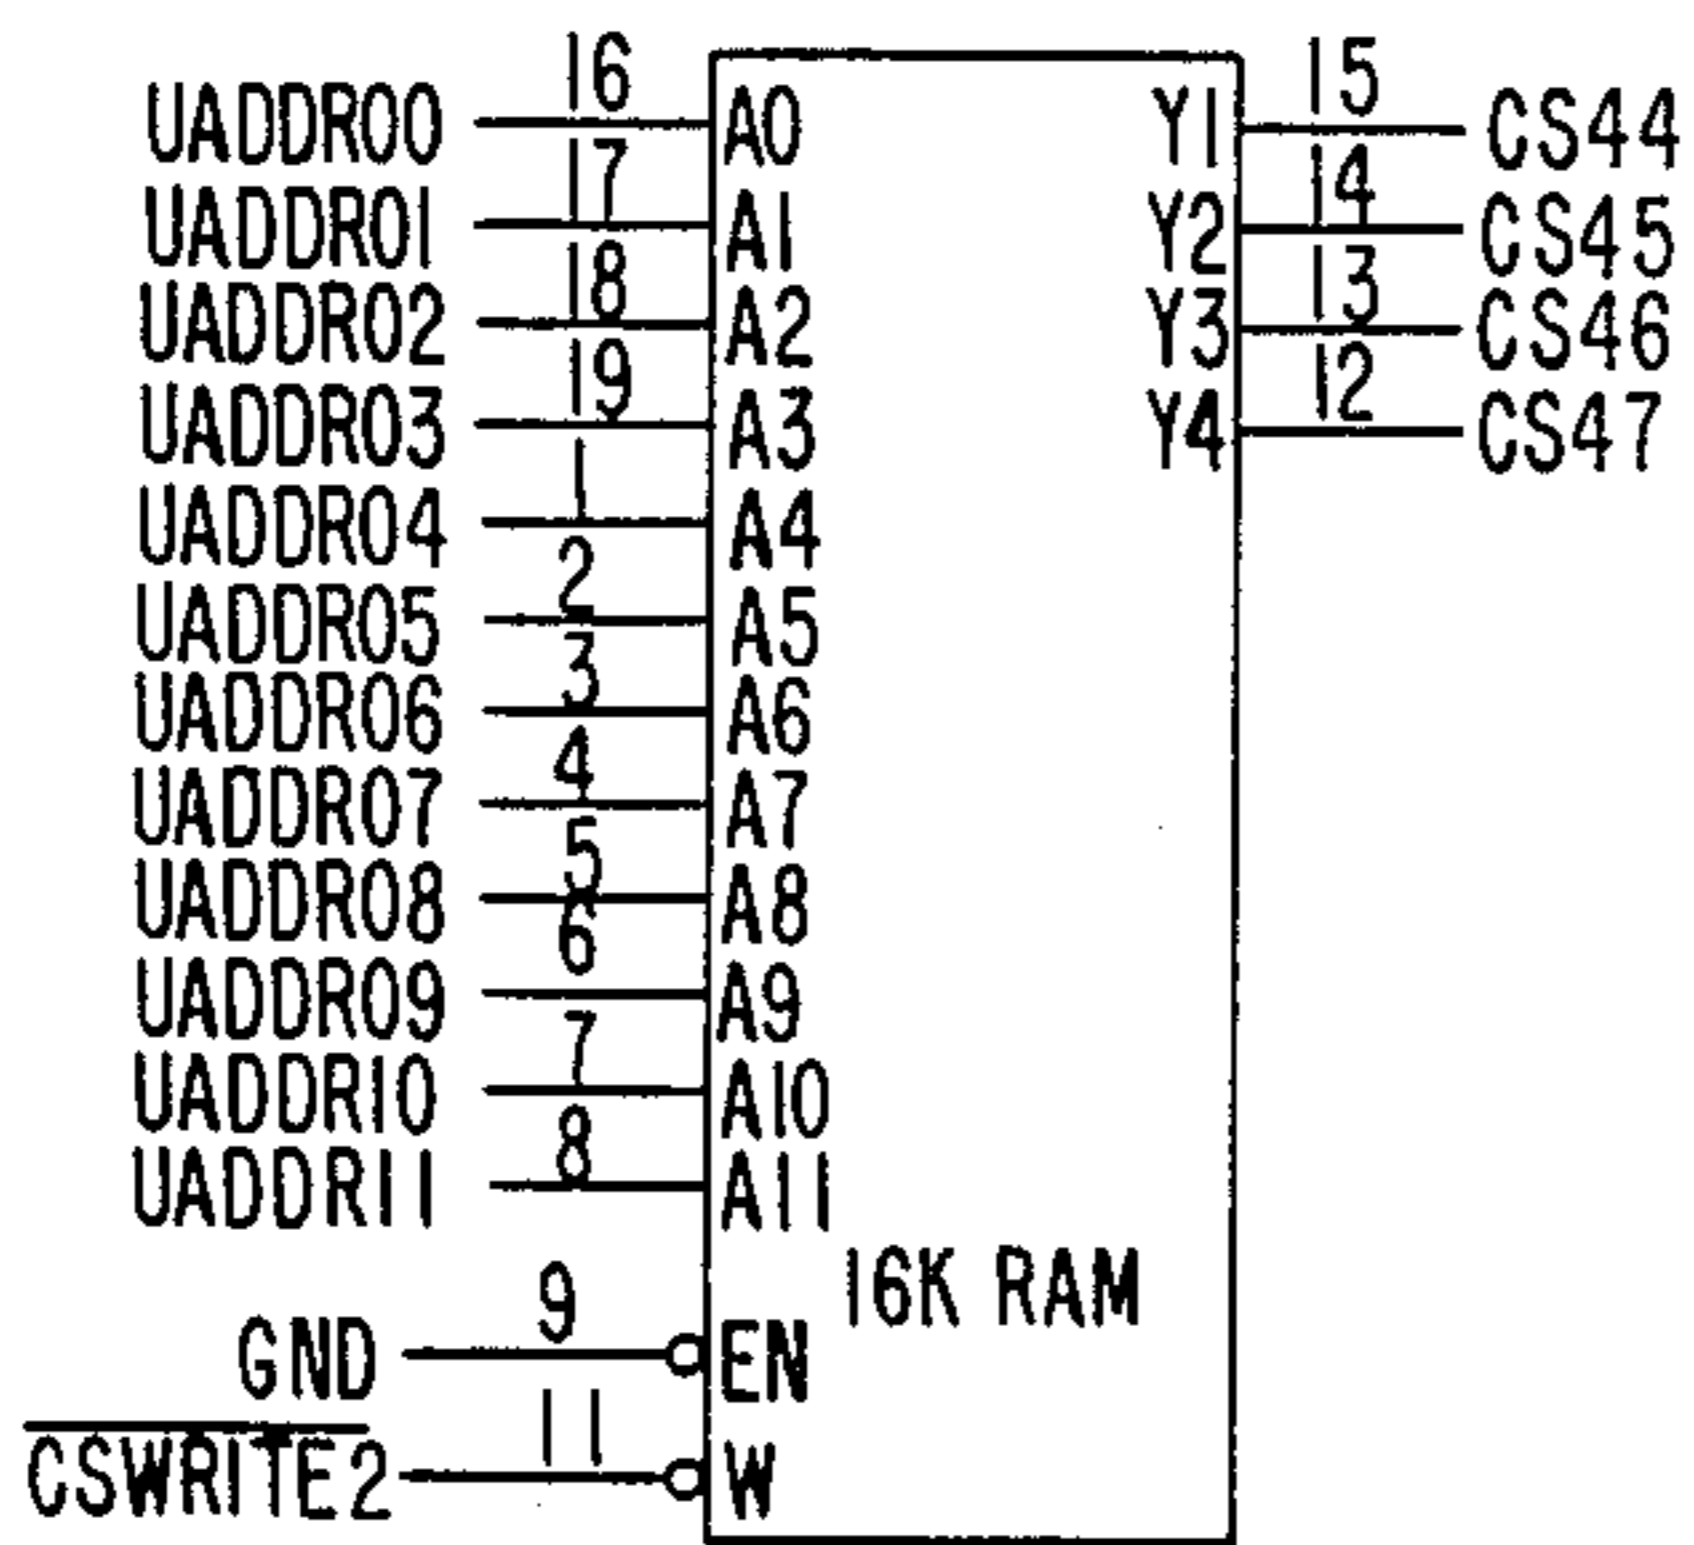 UADDR00 16 A0 Y1 15 CS44
UADDR01 17 A1 Y2 14 CS45
UADDR02 18 A2 Y3 13 CS46
UADDR03 19 A3 Y4 12 CS47
UADDR04 1 A4
UADDR05 2 A5
UADDR06 3 A6
UADDR07 4 A7
UADDR08 5 A8
UADDR09 6 A9
UADDR10 7 A10
UADDR11 8 A11
16K RAM
GND 9 EN
CSWRITE2 11 W